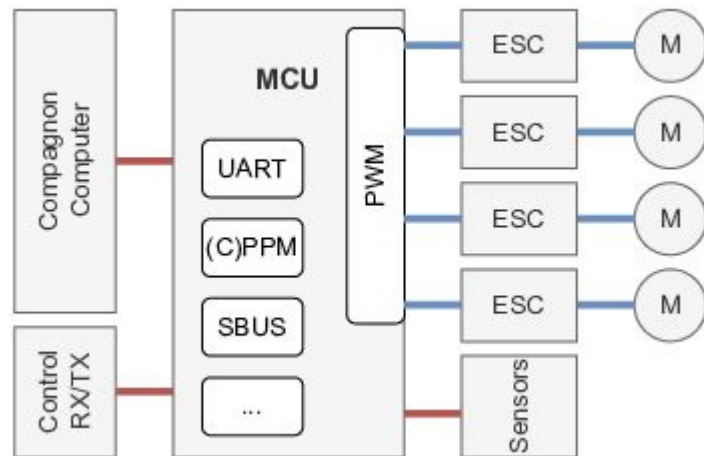 Compagnon
Computer
Control
RX/TX
MCU
UART
(C)PPM
SBUS
...
PWM
ESC
M
ESC
M
ESC
M
ESC
M
Sensors